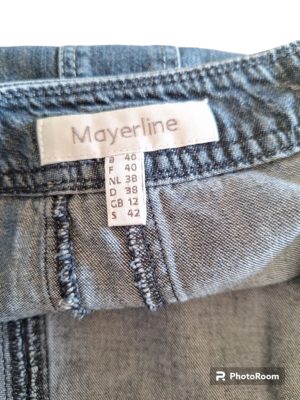 Mayerline
B 46
F 40
NL 38
D 38
GB 12
S 42
PhotoRoom